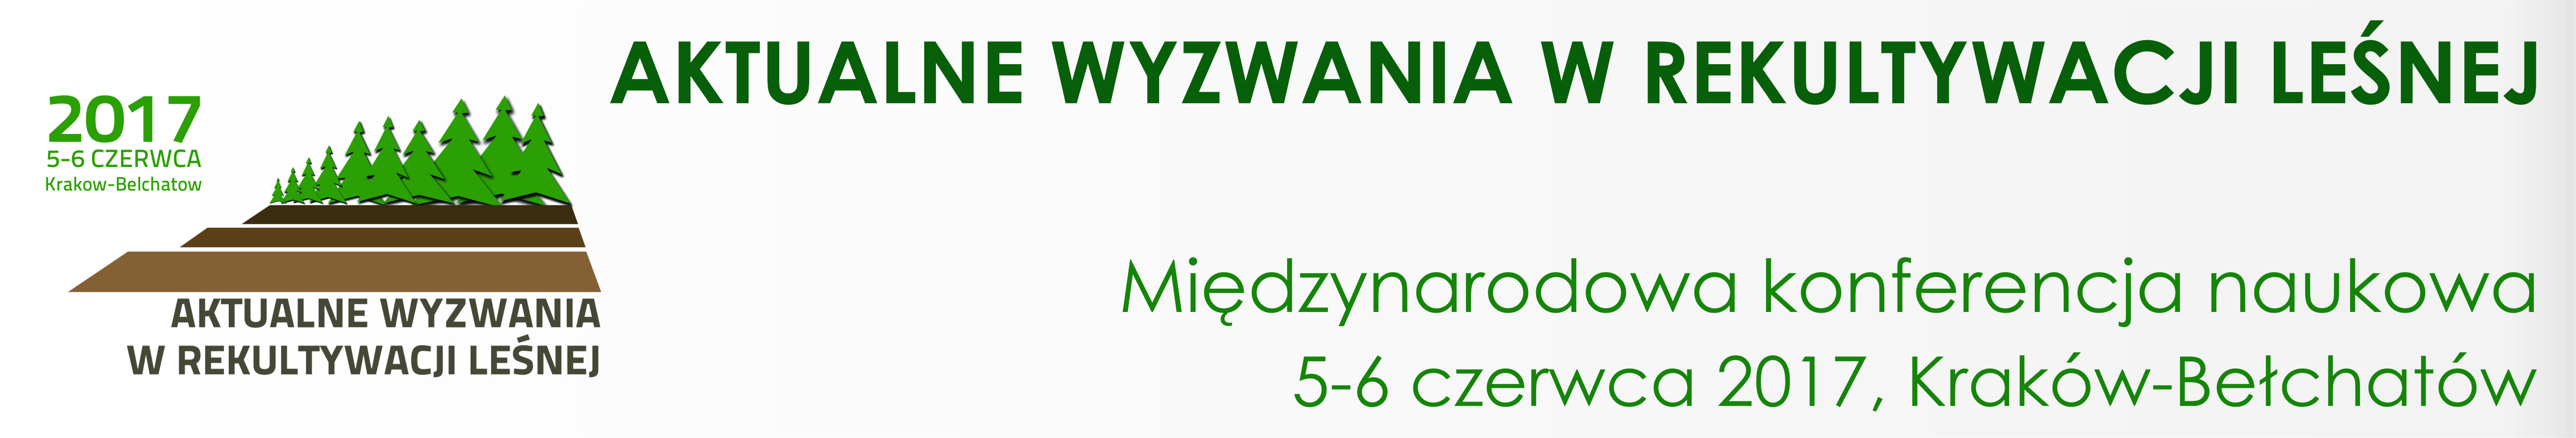 2017
5-6 CZERWCA
Krakow-Belchatow
AKTUALNE WYZWANIA
W REKULTYWACJI LEŚNEJ
AKTUALNE WYZWANIA W REKULTYWACJI LEŚNEJ
Międzynarodowa konferencja naukowa
5-6 czerwca 2017, Kraków-Bełchatów